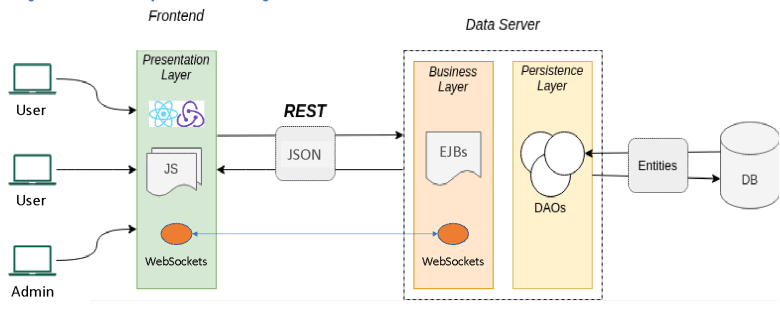 Frontend
Data Server
User
User
Admin
Presentation
Layer
JS
WebSockets
REST
JSON
Business
Layer
EJBs
WebSockets
Persistence
Layer
DAOs
Entities
DB